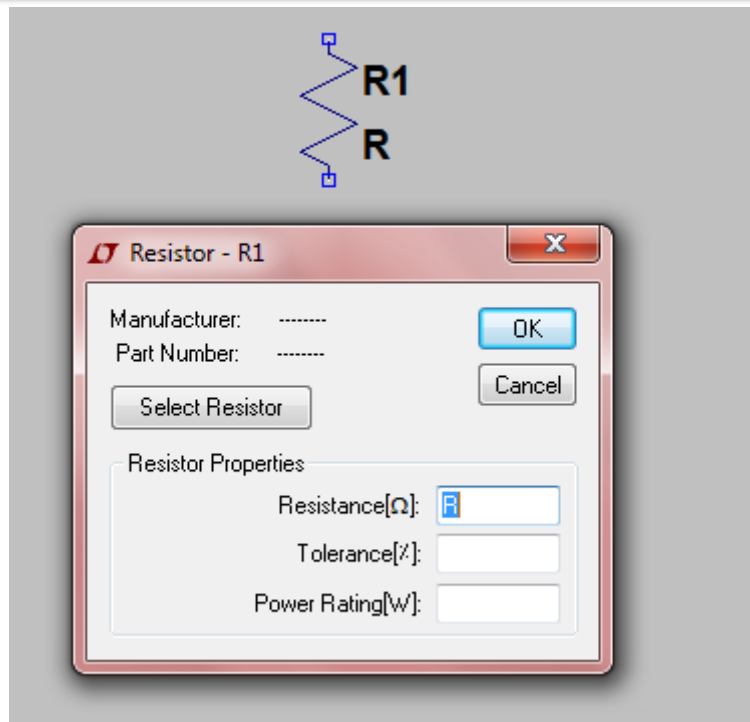 R1
R
Resistor - R1
Manufacturer: --------
OK
Part Number: --------
Cancel
Select Resistor
Resistor Properties
Resistance[Ω]: R
Tolerance[%]:
Power Rating[W]: